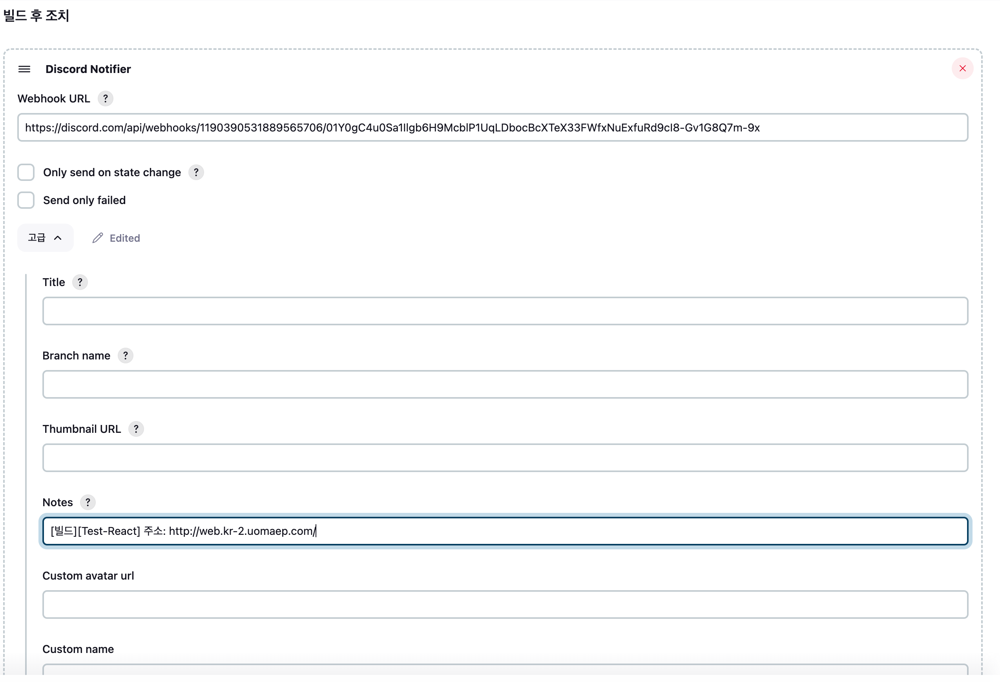 빌드 후 조치
Discord Notifier
Webhook URL ?
https://discord.com/api/webhooks/1190390531889565706/01Y0gC4u0Sa1Ilgb6H9McblP1UqLDbocBcXTeX33FWfxNuExfuRd9cI8-Gv1G8Q7m-9x
Only send on state change ?
Send only failed
고급 Edited
Title ?
Branch name ?
Thumbnail URL ?
Notes ?
[빌드][Test-React] 주소: http://web.kr-2.uomaep.com/
Custom avatar url
Custom name